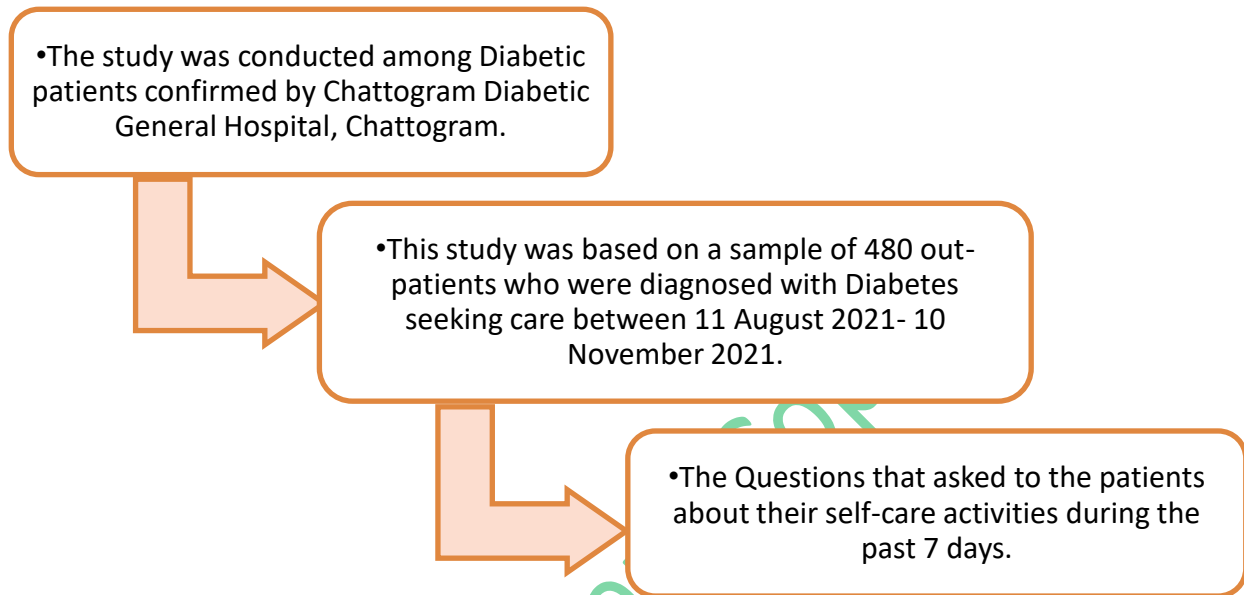 •The study was conducted among Diabetic
patients confirmed by Chattogram Diabetic
General Hospital, Chattogram.
•This study was based on a sample of 480 out-
patients who were diagnosed with Diabetes
seeking care between 11 August 2021- 10
November 2021.
•The Questions that asked to the patients
about their self-care activities during the
past 7 days.